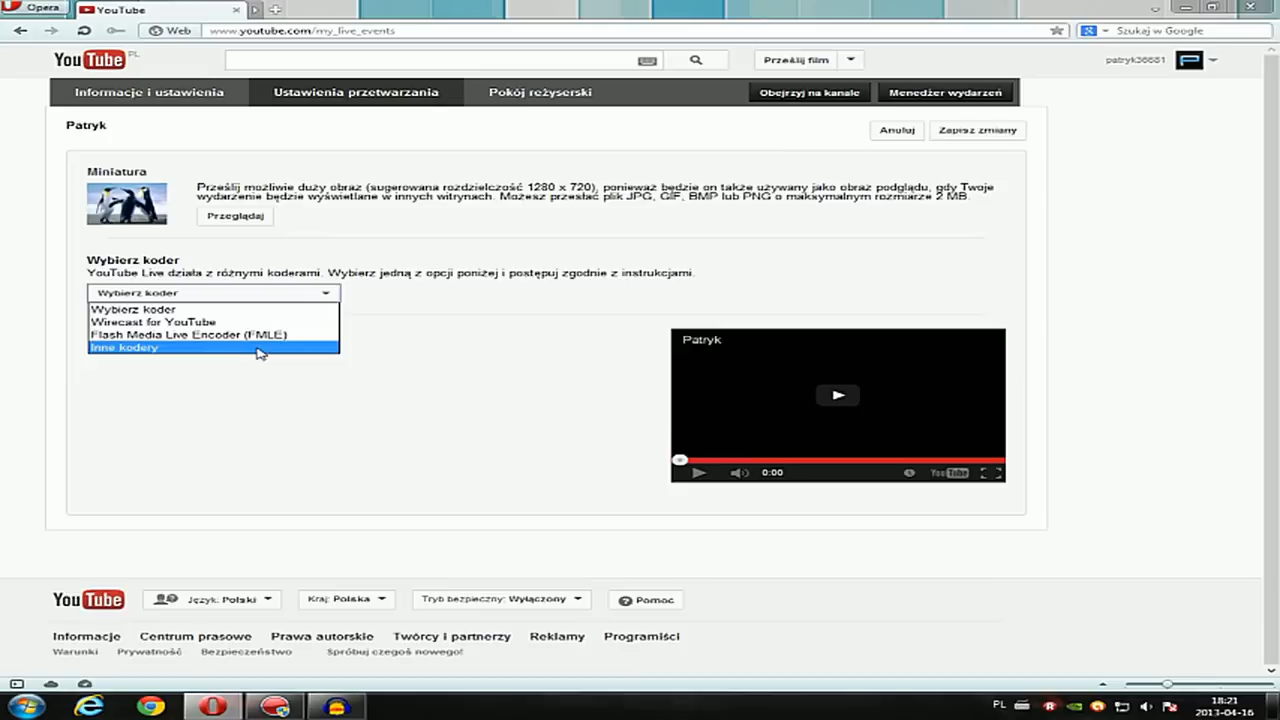 Opera
YouTube
Web
www.youtube.com/my_live_events
Szukaj w Google
YouTube PL
Prześlij film
patryk36681
Informacje i ustawienia
Ustawienia przetwarzania
Pokój reżyserski
Obejrzyj na kanale
Menedżer wydarzeń
Patryk
Anuluj
Zapisz zmiany
Miniatura
Prześlij możliwie duży obraz (sugerowana rozdzielczość 1280 x 720), ponieważ będzie on także używany jako obraz podglądu, gdy Twoje
wydarzenie będzie wyświetlane w innych witrynach. Możesz przesłać plik JPG, GIF, BMP lub PNG o maksymalnym rozmiarze 2 MB.
Przeglądaj
Wybierz koder
YouTube Live działa z różnymi koderami. Wybierz jedną z opcji poniżej i postępuj zgodnie z instrukcjami.
Wybierz koder
Wybierz koder
Wirecast for YouTube
Flash Media Live Encoder (FMLE)
Inne kodery
Patryk
0:00
YouTube
YouTube
Język: Polski
Kraj: Polska
Tryb bezpieczny: Wyłączony
Pomoc
Informacje
Centrum prasowe
Prawa autorskie
Twórcy i partnerzy
Reklamy
Programiści
Warunki
Prywatność
Bezpieczeństwo
Spróbuj czegoś nowego!
PL
18:21
2013-04-16